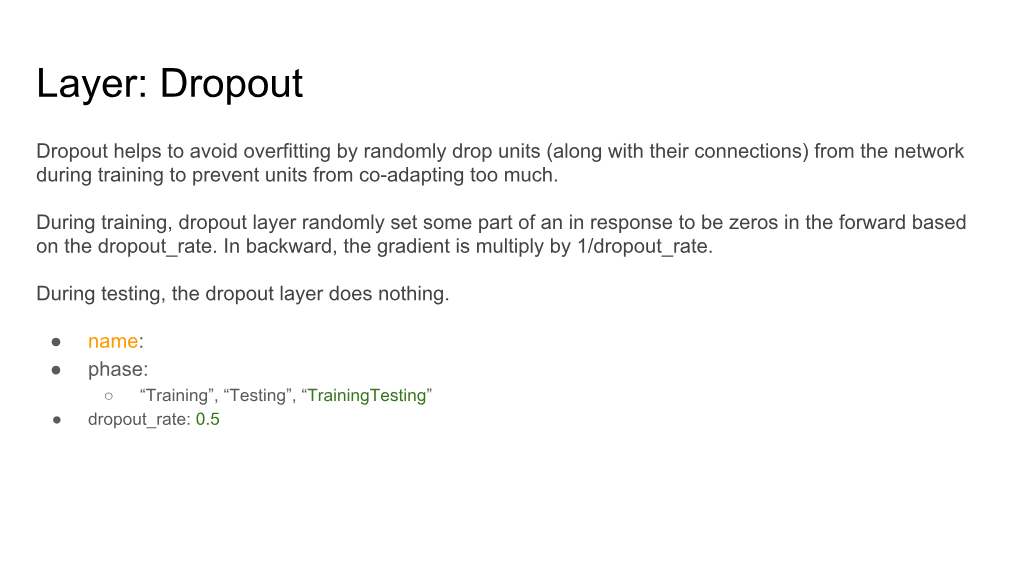 Layer: Dropout
Dropout helps to avoid overfitting by randomly drop units (along with their connections) from the network
during training to prevent units from co-adapting too much.
During training, dropout layer randomly set some part of an in response to be zeros in the forward based
on the dropout_rate. In backward, the gradient is multiply by 1/dropout_rate.
During testing, the dropout layer does nothing.
● name:
● phase:
○ “Training”, “Testing”, “TrainingTesting”
● dropout_rate: 0.5